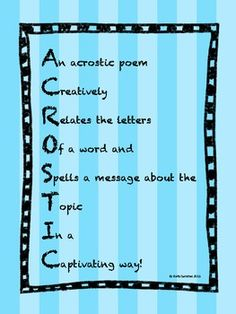 An acrostic poem
Creatively
Relates the letters
Of a word and
Spells a message about the
Topic
In a
Captivating way!